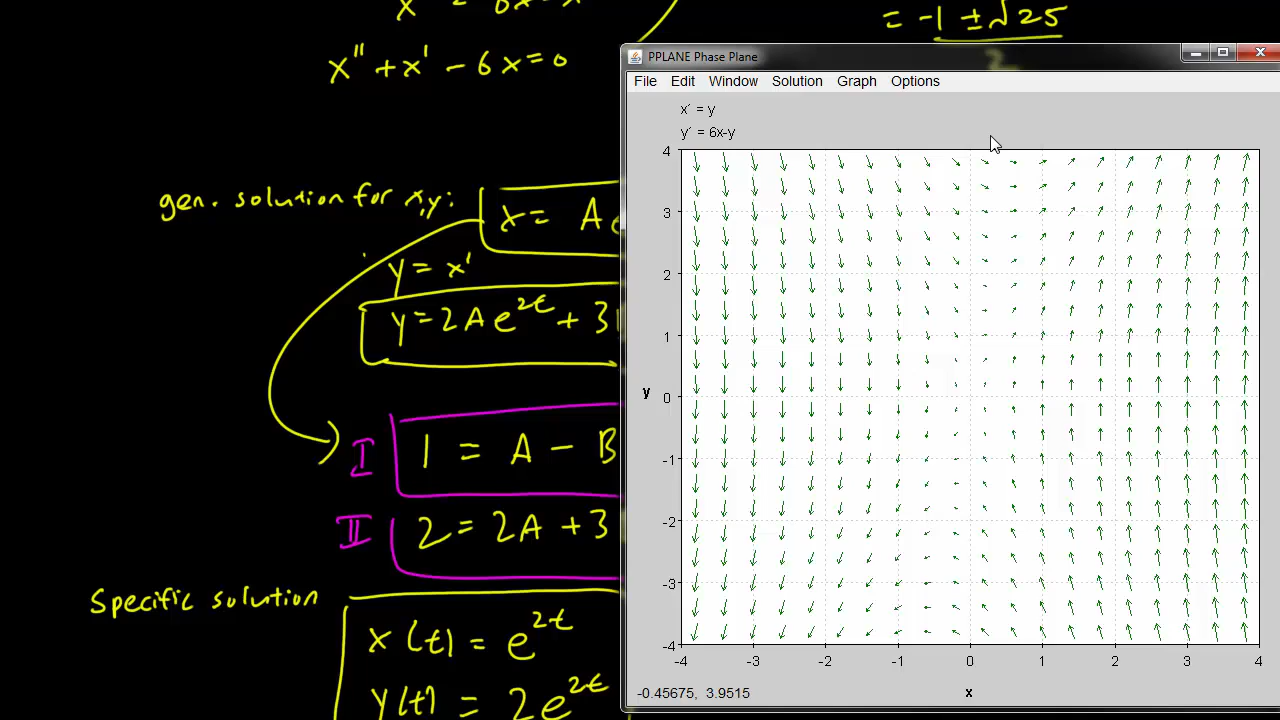 = -1 ± √25
2
x'' + x' - 6x = 0
gen. solution for x,y:
x = A
y = x'
y = 2Ae^2t + 3
I 1 = A - B
II 2 = 2A + 3
Specific solution
x(t) = e^2t
y(t) = 2e^2t
PPLANE Phase Plane
File Edit Window Solution Graph Options
x´ = y
y´ = 6x-y
4
3
2
1
0
-1
-2
-3
-4
y
-4 -3 -2 -1 0 1 2 3 4
x
-0.45675, 3.9515